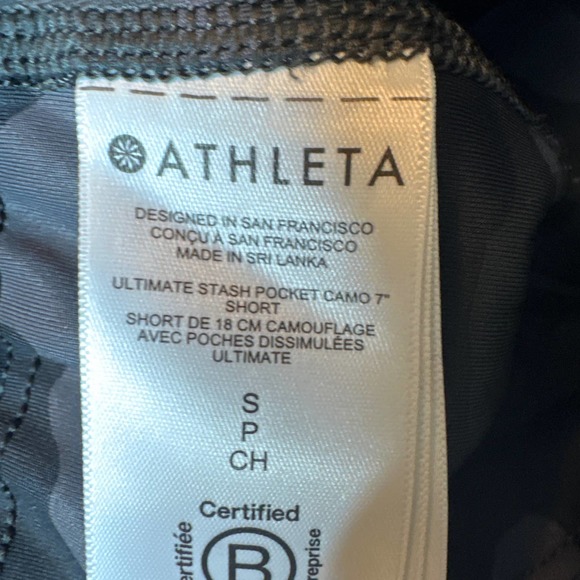 ATHLETA
DESIGNED IN SAN FRANCISCO
CONÇU À SAN FRANCISCO
MADE IN SRI LANKA
ULTIMATE STASH POCKET CAMO 7"
SHORT
SHORT DE 18 CM CAMOUFLAGE
AVEC POCHES DISSIMULÉES
ULTIMATE
S
P
CH
Certified
B